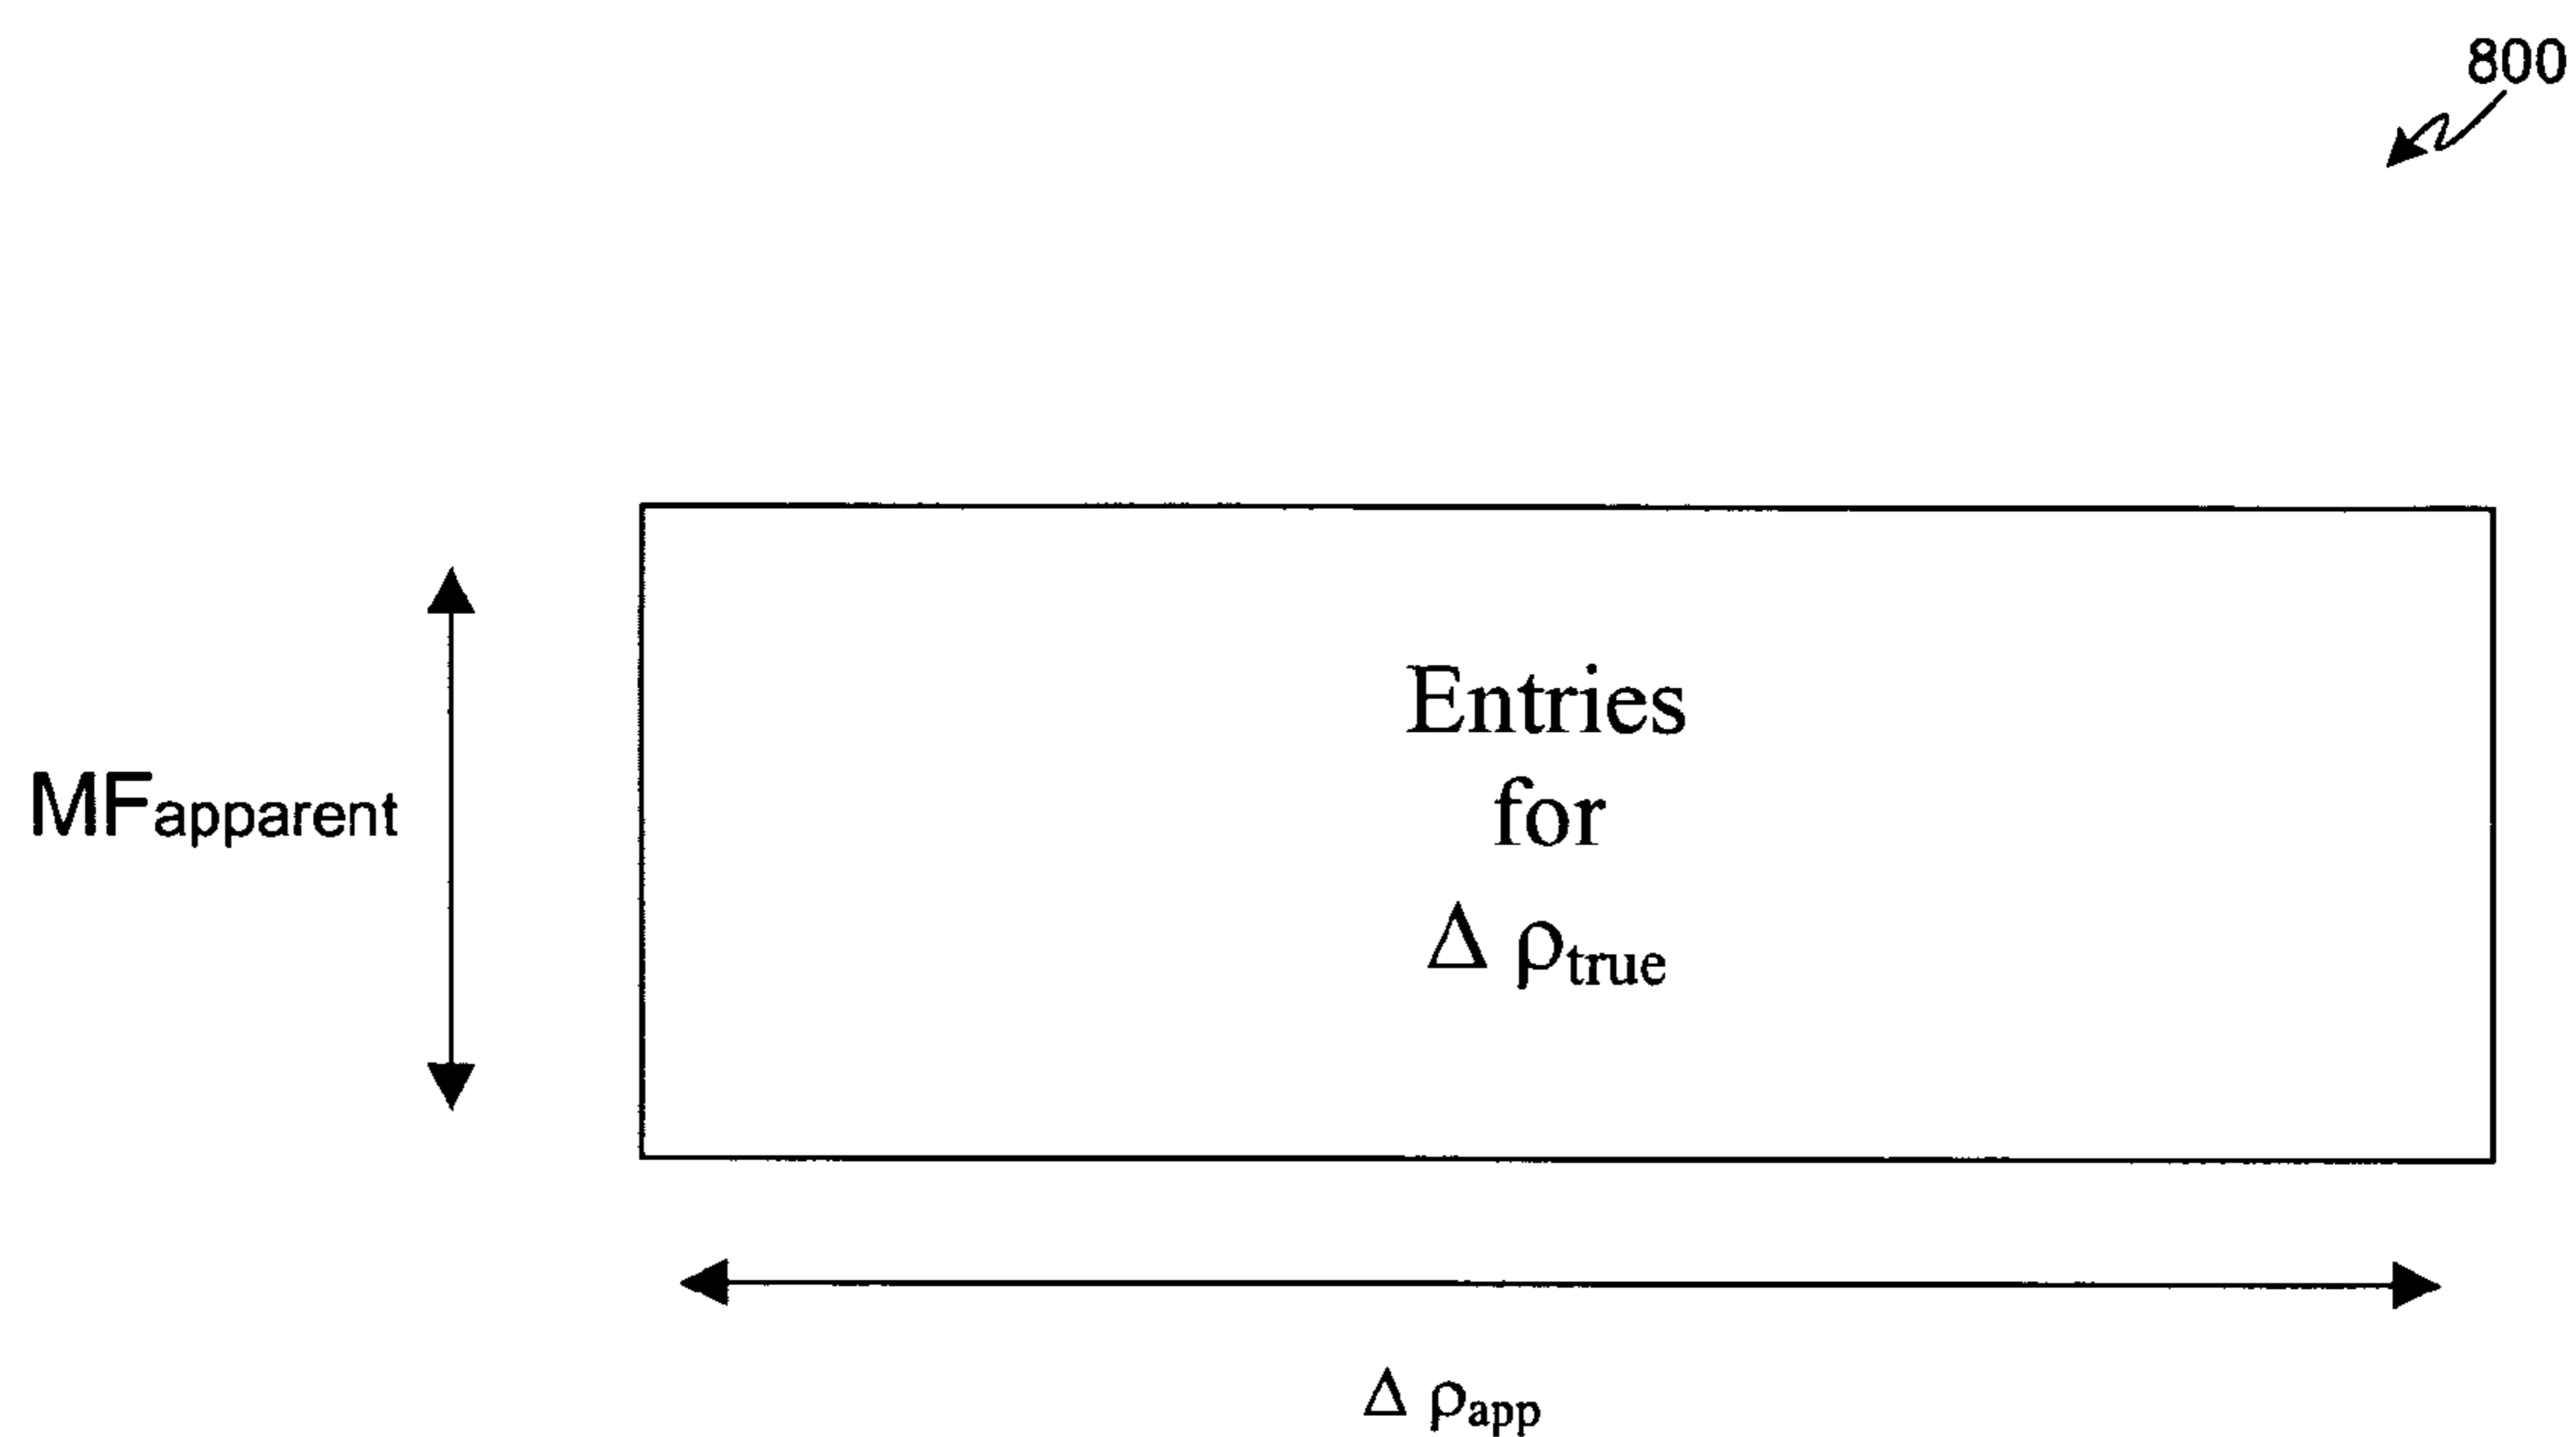 800
Entries
for
MFapparent
Δ ρtrue
Δ ρapp